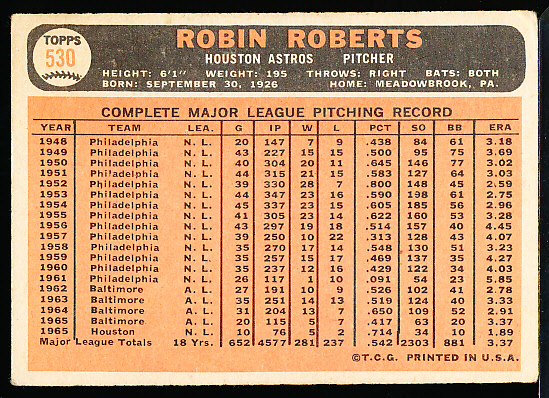 TOPPS
530
ROBIN ROBERTS
HOUSTON ASTROS PITCHER
HEIGHT: 6'1" WEIGHT: 195 THROWS: RIGHT BATS: BOTH
BORN: SEPTEMBER 30, 1926 HOME: MEADOWBROOK, PA.
COMPLETE MAJOR LEAGUE PITCHING RECORD
YEAR TEAM LEA. G IP W L PCT SO BB ERA
1948 Philadelphia N. L. 20 147 7 9 .438 84 61 3.18
1949 Philadelphia N. L. 43 227 15 15 .500 95 75 3.69
1950 Philadelphia N. L. 40 304 20 11 .645 146 77 3.02
1951 Philadelphia N. L. 44 315 21 15 .583 127 64 3.03
1952 Philadelphia N. L. 39 330 28 7 .800 148 45 2.59
1953 Philadelphia N. L. 44 347 23 16 .590 198 61 2.75
1954 Philadelphia N. L. 45 337 23 15 .605 185 56 2.96
1955 Philadelphia N. L. 41 305 23 14 .622 160 53 3.28
1956 Philadelphia N. L. 43 297 19 18 .514 157 40 4.45
1957 Philadelphia N. L. 39 250 10 22 .313 128 43 4.07
1958 Philadelphia N. L. 35 270 17 14 .548 130 51 3.23
1959 Philadelphia N. L. 35 257 15 17 .469 137 35 4.27
1960 Philadelphia N. L. 35 237 12 16 .429 122 34 4.03
1961 Philadelphia N. L. 26 117 1 10 .091 54 23 5.85
1962 Baltimore A. L. 27 191 10 9 .526 102 41 2.78
1963 Baltimore A. L. 35 251 14 13 .519 124 40 3.33
1964 Baltimore A. L. 31 204 13 7 .650 109 52 2.91
1965 Baltimore A. L. 20 115 5 7 .417 63 20 3.37
1965 Houston N. L. 10 76 5 2 .714 34 10 1.89
Major League Totals 18 Yrs. 652 4577 281 237 .542 2303 881 3.37
©T.C.G. PRINTED IN U.S.A.